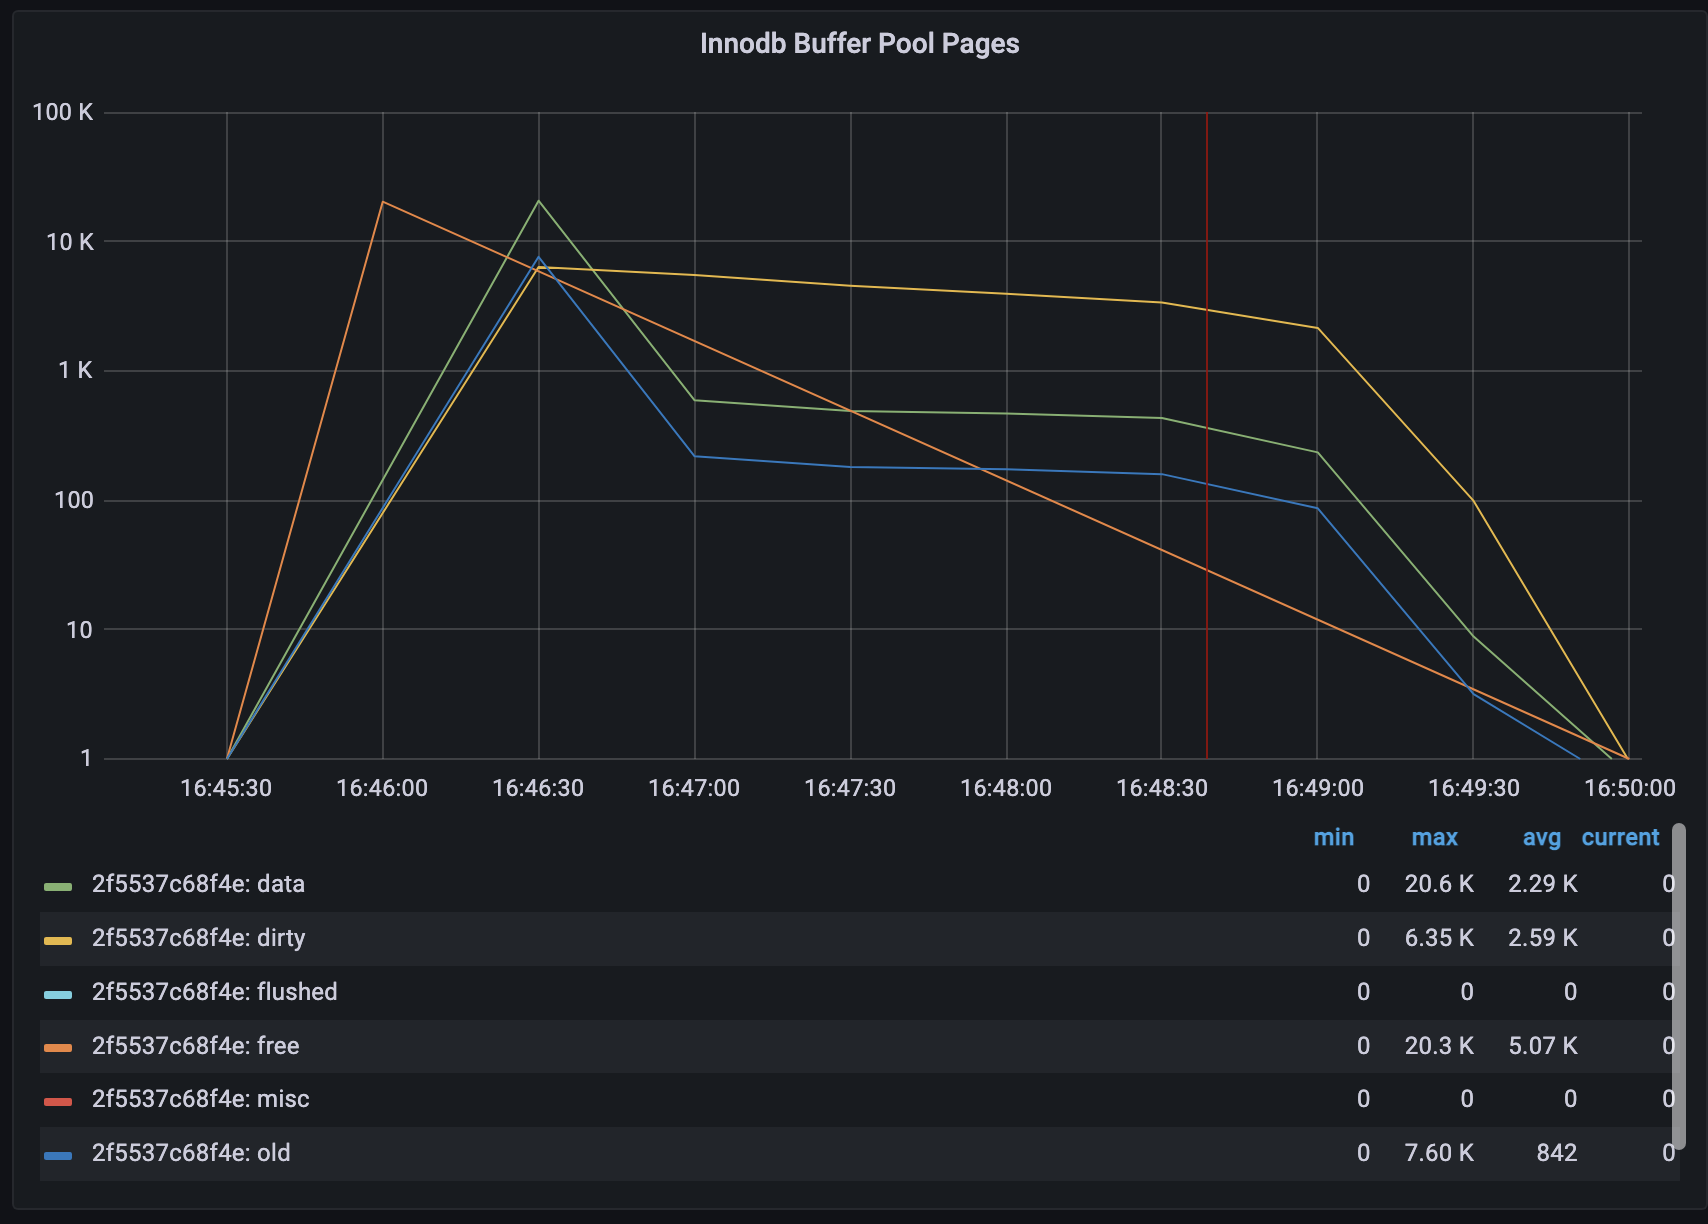 Innodb Buffer Pool Pages
100 K
10 K
1 K
100
10
1
16:45:30 16:46:00 16:46:30 16:47:00 16:47:30 16:48:00 16:48:30 16:49:00 16:49:30 16:50:00
min max avg current
2f5537c68f4e: data 0 20.6 K 2.29 K 0
2f5537c68f4e: dirty 0 6.35 K 2.59 K 0
2f5537c68f4e: flushed 0 0 0 0
2f5537c68f4e: free 0 20.3 K 5.07 K 0
2f5537c68f4e: misc 0 0 0 0
2f5537c68f4e: old 0 7.60 K 842 0